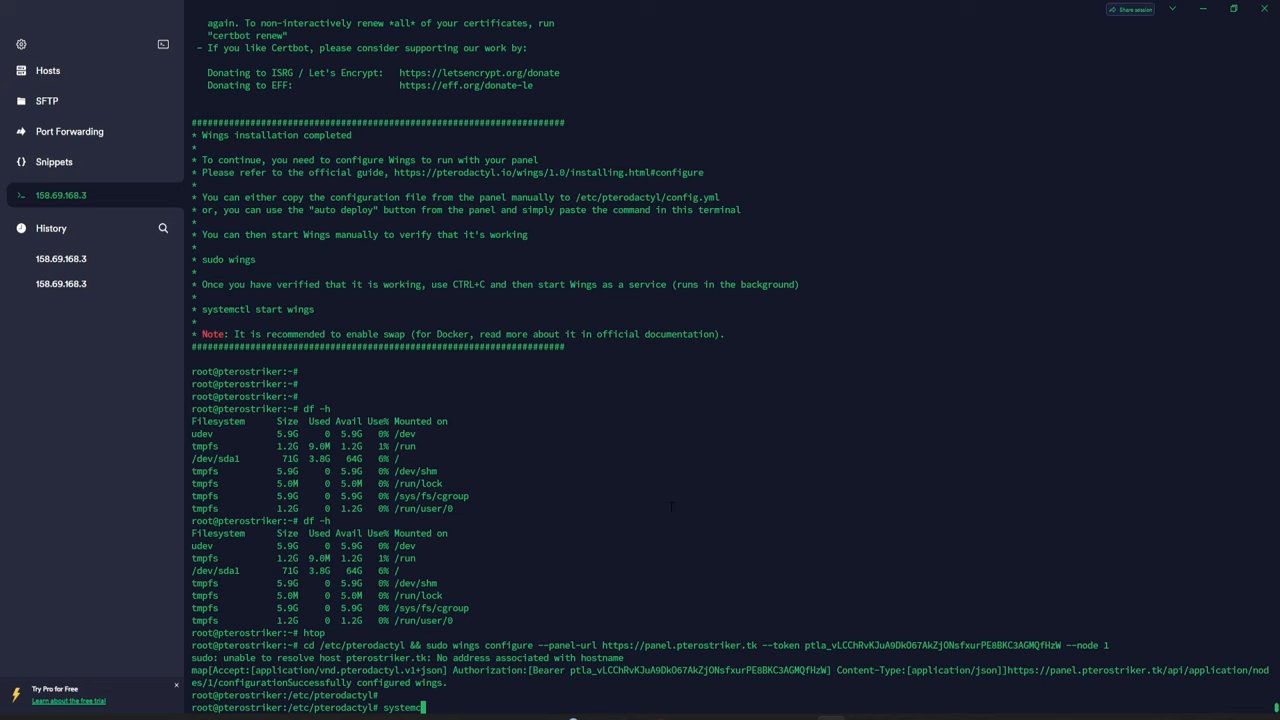 Share session
again. To non-interactively renew *all* of your certificates, run
"certbot renew"
- If you like Certbot, please consider supporting our work by:
Donating to ISRG / Let's Encrypt:   https://letsencrypt.org/donate
Donating to EFF:                    https://eff.org/donate-le
Hosts
SFTP
Port Forwarding
Snippets
158.69.168.3
History
158.69.168.3
158.69.168.3
######################################################################
* Wings installation completed
*
* To continue, you need to configure Wings to run with your panel
* Please refer to the official guide, https://pterodactyl.io/wings/1.0/installing.html#configure
*
* You can either copy the configuration file from the panel manually to /etc/pterodactyl/config.yml
* or, you can use the "auto deploy" button from the panel and simply paste the command in this terminal
*
* You can then start Wings manually to verify that it's working
*
* sudo wings
*
* Once you have verified that it is working, use CTRL+C and then start Wings as a service (runs in the background)
*
* systemctl start wings
*
* Note: It is recommended to enable swap (for Docker, read more about it in official documentation).
######################################################################
root@pterostriker:~#
root@pterostriker:~#
root@pterostriker:~#
root@pterostriker:~# df -h
Filesystem      Size  Used Avail Use% Mounted on
udev            5.9G     0  5.9G   0% /dev
tmpfs           1.2G  9.0M  1.2G   1% /run
/dev/sda1        71G  3.8G   64G   6% /
tmpfs           5.9G     0  5.9G   0% /dev/shm
tmpfs           5.0M     0  5.0M   0% /run/lock
tmpfs           5.9G     0  5.9G   0% /sys/fs/cgroup
tmpfs           1.2G     0  1.2G   0% /run/user/0
root@pterostriker:~# df -h
Filesystem      Size  Used Avail Use% Mounted on
udev            5.9G     0  5.9G   0% /dev
tmpfs           1.2G  9.0M  1.2G   1% /run
/dev/sda1        71G  3.8G   64G   6% /
tmpfs           5.9G     0  5.9G   0% /dev/shm
tmpfs           5.0M     0  5.0M   0% /run/lock
tmpfs           5.9G     0  5.9G   0% /sys/fs/cgroup
tmpfs           1.2G     0  1.2G   0% /run/user/0
root@pterostriker:~# htop
root@pterostriker:~# cd /etc/pterodactyl && sudo wings configure --panel-url https://panel.pterostriker.tk --token ptla_vLCChRvKJuA9DkO67AkZjONsfxurPE8BKC3AGMQfHzW --node 1
sudo: unable to resolve host pterostriker.tk: No address associated with hostname
map[Accept:[application/vnd.pterodactyl.v1+json] Authorization:[Bearer ptla_vLCChRvKJuA9DkO67AkZjONsfxurPE8BKC3AGMQfHzW] Content-Type:[application/json]]https://panel.pterostriker.tk/api/application/nod
es/1/configurationSuccessfully configured wings.
root@pterostriker:/etc/pterodactyl#
root@pterostriker:/etc/pterodactyl# systemc
Try Pro for Free
Learn about the free trial